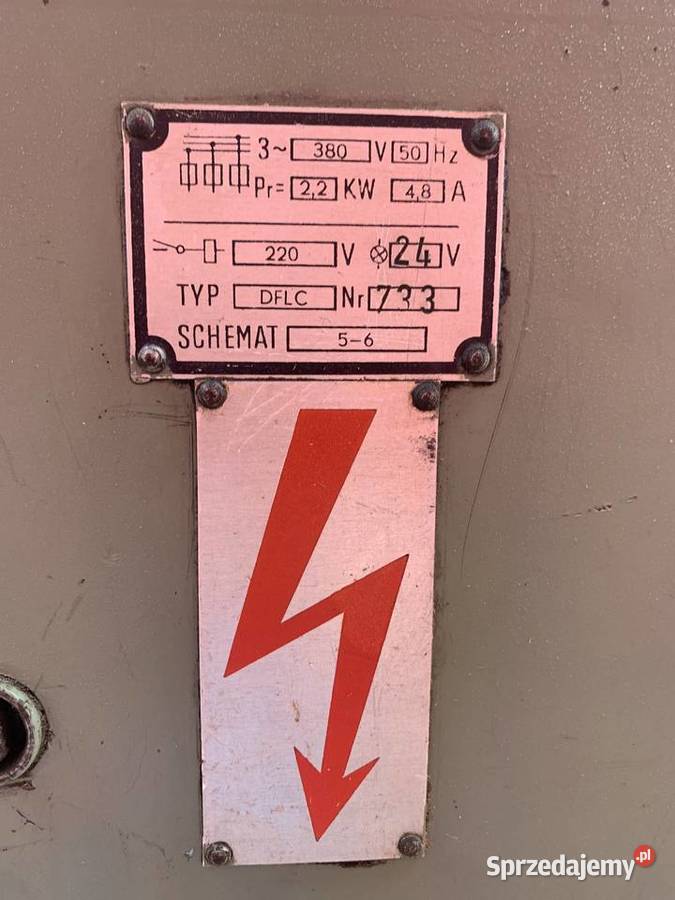 3~ 380 V 50 Hz
Pr= 2,2 KW 4,8 A
220 V 24 V
TYP DFLC Nr 733
SCHEMAT 5-6
Sprzedajemy.pl